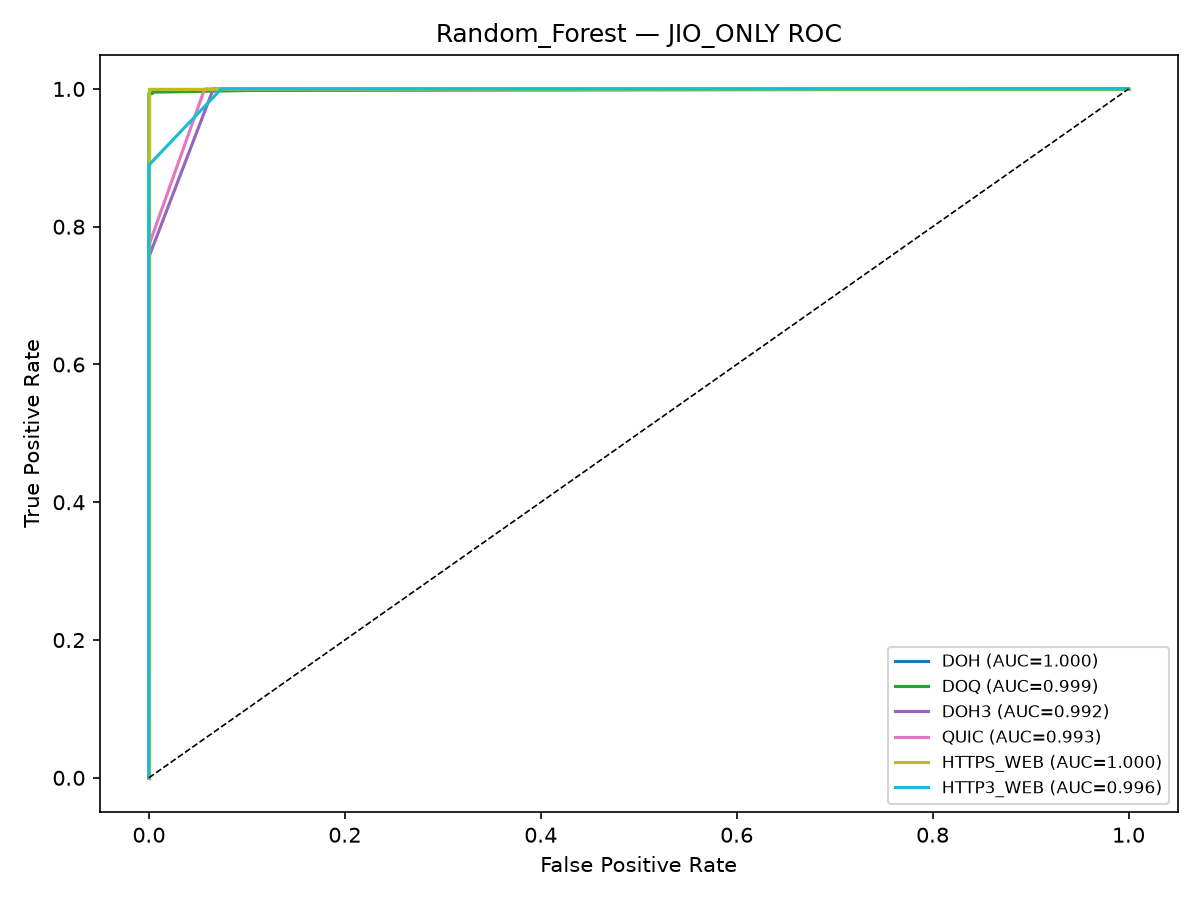 Random_Forest — JIO_ONLY ROC
True Positive Rate
1.0
0.8
0.6
0.4
0.2
0.0
0.0 0.2 0.4 0.6 0.8 1.0
False Positive Rate
DOH (AUC=1.000)
DOQ (AUC=0.999)
DOH3 (AUC=0.992)
QUIC (AUC=0.993)
HTTPS_WEB (AUC=1.000)
HTTP3_WEB (AUC=0.996)